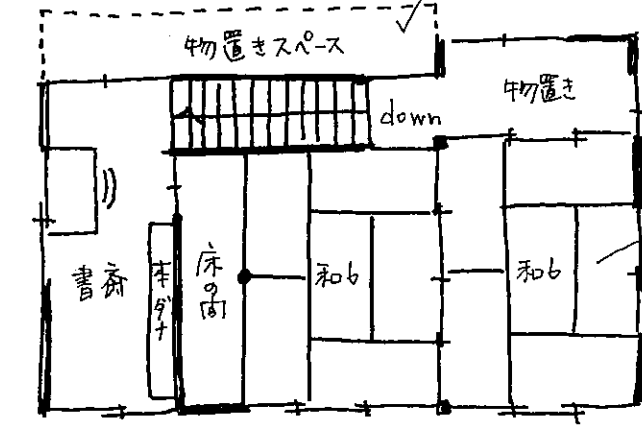 物置きスペース
物置き
down
書斎
本ダナ
床の間
和6
和6